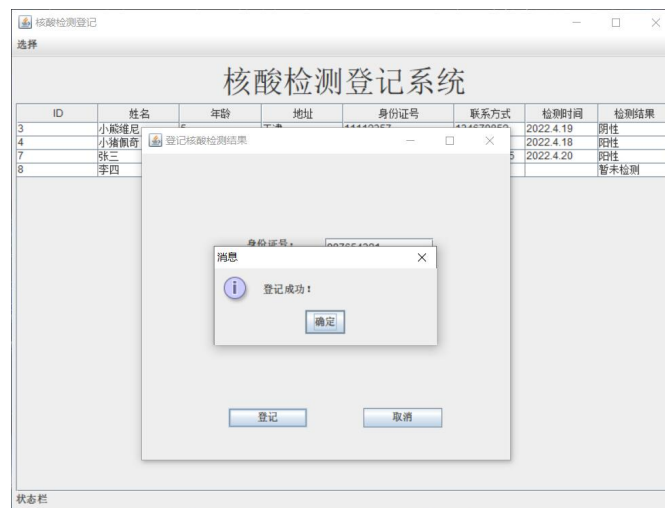 核酸检测登记
选择
核酸检测登记系统
ID 姓名 年龄 地址 身份证号 联系方式 检测时间 检测结果
3 小熊维尼 2022.4.19 阴性
4 小猪佩奇 2022.4.18 阳性
7 张三 5 2022.4.20 阳性
8 李四 暂未检测
登记核酸检测结果
身份证号：
消息
登记成功！
确定
登记 取消
状态栏